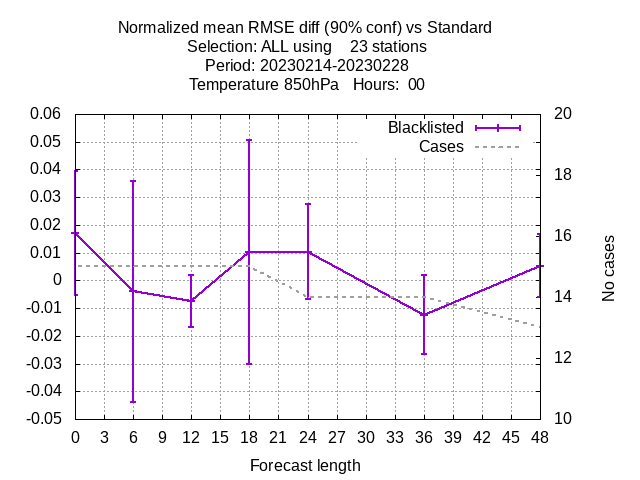 Normalized mean RMSE diff (90% conf) vs Standard
Selection: ALL using    23 stations
Period: 20230214-20230228
Temperature 850hPa   Hours:  00
0.06
0.05
0.04
0.03
0.02
0.01
0
-0.01
-0.02
-0.03
-0.04
-0.05
Blacklisted
Cases
20
18
16
14
12
10
No cases
0 3 6 9 12 15 18 21 24 27 30 33 36 39 42 45 48
Forecast length